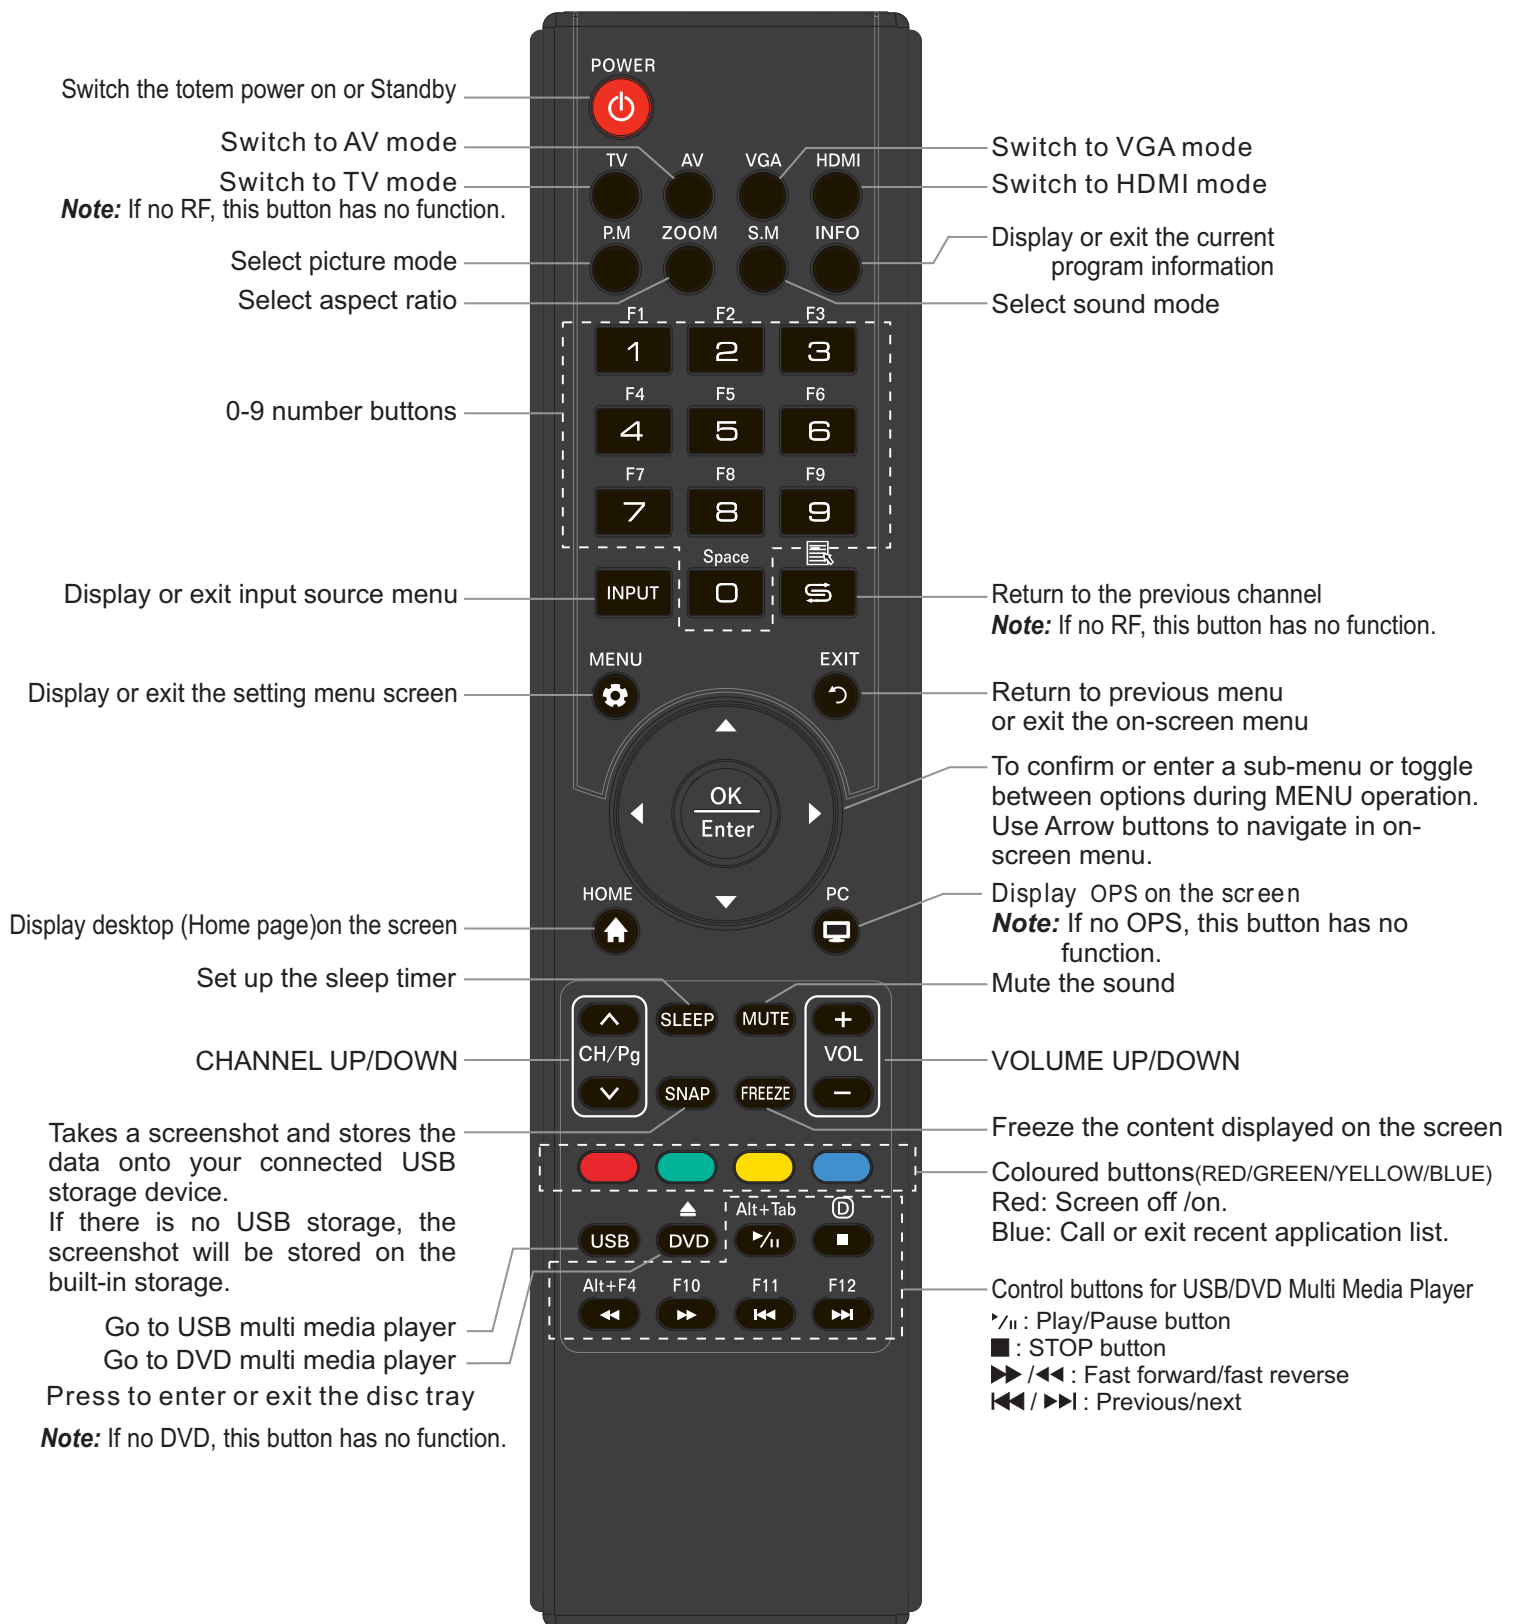 POWER
Switch the totem power on or Standby
Switch to AV mode
Switch to TV mode
Note: If no RF, this button has no function.
TV AV VGA HDMI
Switch to VGA mode
Switch to HDMI mode
P.M ZOOM S.M INFO
Select picture mode
Select aspect ratio
Display or exit the current
program information
Select sound mode
F1 F2 F3
1 2 3
F4 F5 F6
0-9 number buttons
4 5 6
F7 F8 F9
7 8 9
Space
INPUT 0
Display or exit input source menu
Return to the previous channel
Note: If no RF, this button has no function.
MENU EXIT
Display or exit the setting menu screen
Return to previous menu
or exit the on-screen menu
OK
Enter
To confirm or enter a sub-menu or toggle
between options during MENU operation.
Use Arrow buttons to navigate in on-
screen menu.
HOME PC
Display desktop (Home page)on the screen
Display OPS on the screen
Note: If no OPS, this button has no
function.
Set up the sleep timer
Mute the sound
SLEEP MUTE
CH/Pg VOL
CHANNEL UP/DOWN
VOLUME UP/DOWN
SNAP FREEZE
Takes a screenshot and stores the
data onto your connected USB
storage device.
If there is no USB storage, the
screenshot will be stored on the
built-in storage.
Freeze the content displayed on the screen
Coloured buttons(RED/GREEN/YELLOW/BLUE)
Red: Screen off /on.
Blue: Call or exit recent application list.
Alt+Tab D
USB DVD
Alt+F4 F10 F11 F12
Go to USB multi media player
Go to DVD multi media player
Press to enter or exit the disc tray
Note: If no DVD, this button has no function.
Control buttons for USB/DVD Multi Media Player
: Play/Pause button
: STOP button
/ : Fast forward/fast reverse
/ : Previous/next